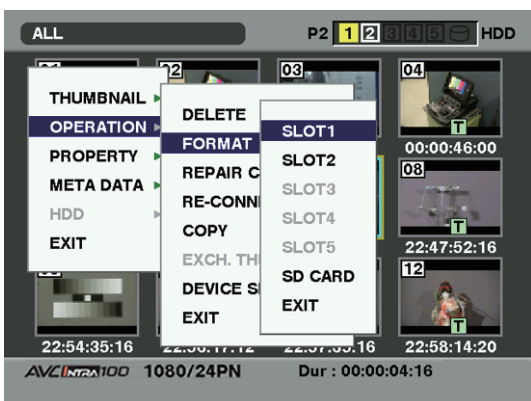 ALL P2 1 2 3 4 5 HDD
02 03 04
THUMBNAIL
OPERATION
PROPERTY
META DATA
HDD
EXIT
DELETE
FORMAT
REPAIR C
RE-CONN
COPY
EXCH. TH
DEVICE S
EXIT
SLOT1
SLOT2
SLOT3
SLOT4
SLOT5
SD CARD
EXIT
T
00:00:46:00
08
T
22:47:52:16
12
T
22:54:35:16 22:58:14:20
AVC INTRA 100 1080/24PN Dur : 00:00:04:16